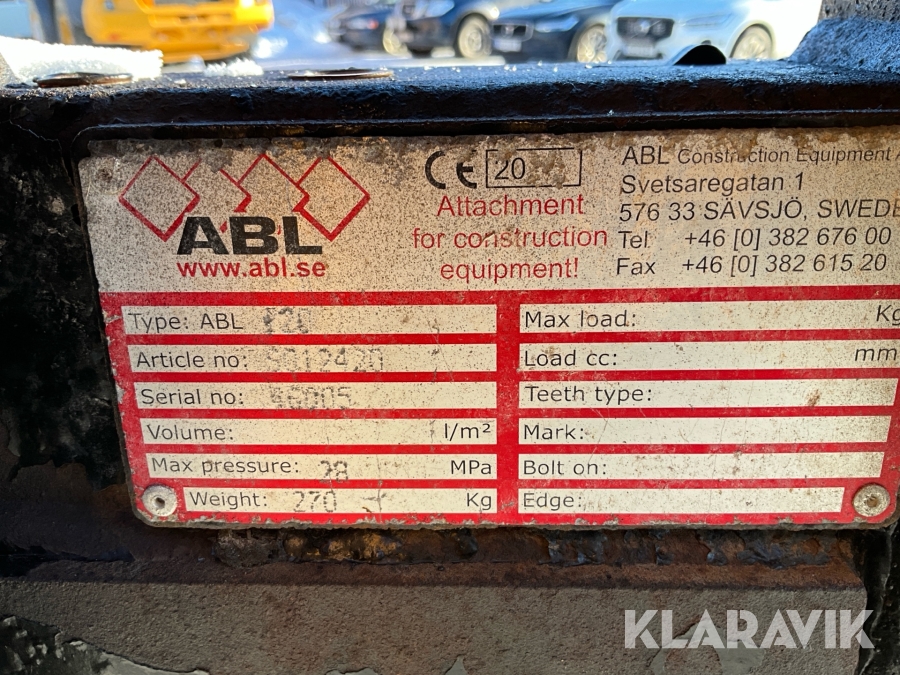 ABL
www.abl.se
CE 20
Attachment
for construction
equipment!
ABL Construction Equipment
Svetsaregatan 1
576 33 SÄVSJÖ, SWEDE
Tel +46 [0] 382 676 00
Fax +46 [0] 382 615 20
Type: ABL
Article no:
Serial no:
Volume: l/m²
Max pressure: 28 MPa
Weight: 270 Kg
Max load: Kg
Load cc: mm
Teeth type:
Mark:
Bolt on:
Edge:
KLARAVIK